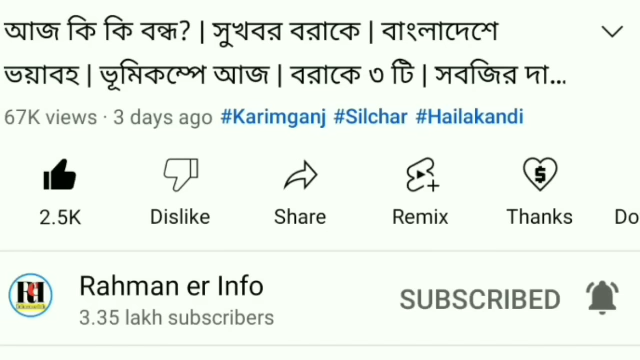 আজ কি কি বন্ধ? | সুখবর বরাকে | বাংলাদেশে
ভয়াবহ | ভূমিকম্পে আজ | বরাকে ৩ টি | সবজির দা...
67K views · 3 days ago #Karimganj #Silchar #Hailakandi
2.5K Dislike Share Remix Thanks Do
Rahman er Info
SUBSCRIBED
3.35 lakh subscribers